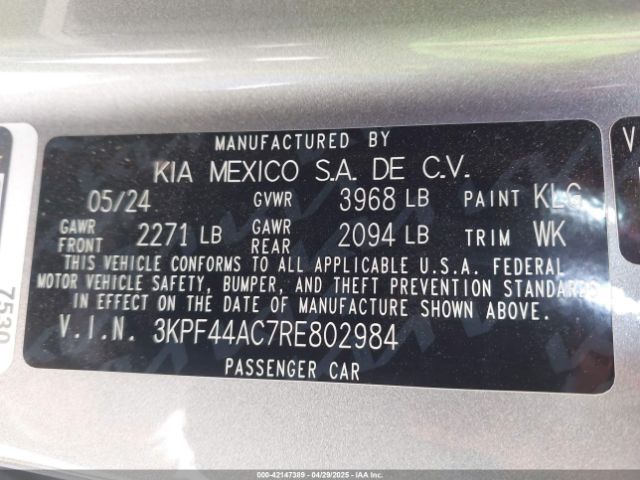 MANUFACTURED BY
KIA MEXICO S.A. DE C.V.
05/24 GVWR 3968 LB PAINT KLG
GAWR FRONT 2271 LB GAWR REAR 2094 LB TRIM WK
THIS VEHICLE CONFORMS TO ALL APPLICABLE U.S.A. FEDERAL
MOTOR VEHICLE SAFETY, BUMPER, AND THEFT PREVENTION STANDARDS
IN EFFECT ON THE DATE OF MANUFACTURE SHOWN ABOVE.
V.I.N. 3KPF44AC7RE802984
PASSENGER CAR
7530
V
000-42147389 - 04/29/2025 - IAA, Inc.